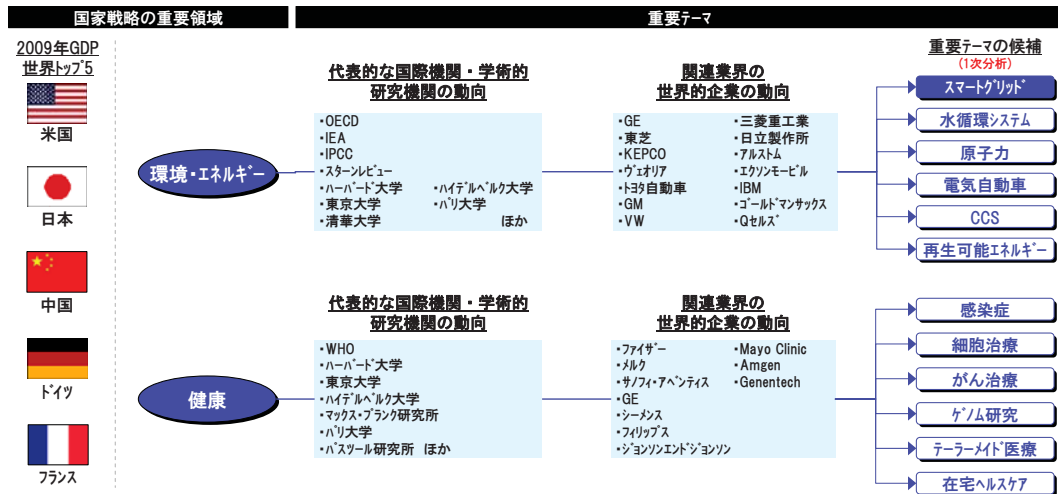 国家戦略の重要領域
重要テーマ
2009年GDP
世界トップ5
米国
日本
中国
ドイツ
フランス
環境・エネルギー
代表的な国際機関・学術的
研究機関の動向
・OECD
・IEA
・IPCC
・スターンレビュー
・ハーバード大学 ・ハイデルベルク大学
・東京大学 ・パリ大学
・清華大学 ほか
関連業界の
世界的企業の動向
・GE ・三菱重工業
・東芝 ・日立製作所
・KEPCO ・アルストム
・ヴェオリア ・エクソンモービル
・トヨタ自動車 ・IBM
・GM ・ゴールドマンサックス
・VW ・Qセルズ
重要テーマの候補
(1次分析)
スマートグリッド
水循環システム
原子力
電気自動車
CCS
再生可能エネルギー
健康
代表的な国際機関・学術的
研究機関の動向
・WHO
・ハーバード大学
・東京大学
・ハイデルベルク大学
・マックス・プランク研究所
・パリ大学
・パスツール研究所 ほか
関連業界の
世界的企業の動向
・ファイザー ・Mayo Clinic
・メルク ・Amgen
・サノフィ・アベンティス ・Genentech
・GE
・シーメンス
・フィリップス
・ジョンソンエンドジョンソン
感染症
細胞治療
がん治療
ゲノム研究
テーラーメイド医療
在宅ヘルスケア